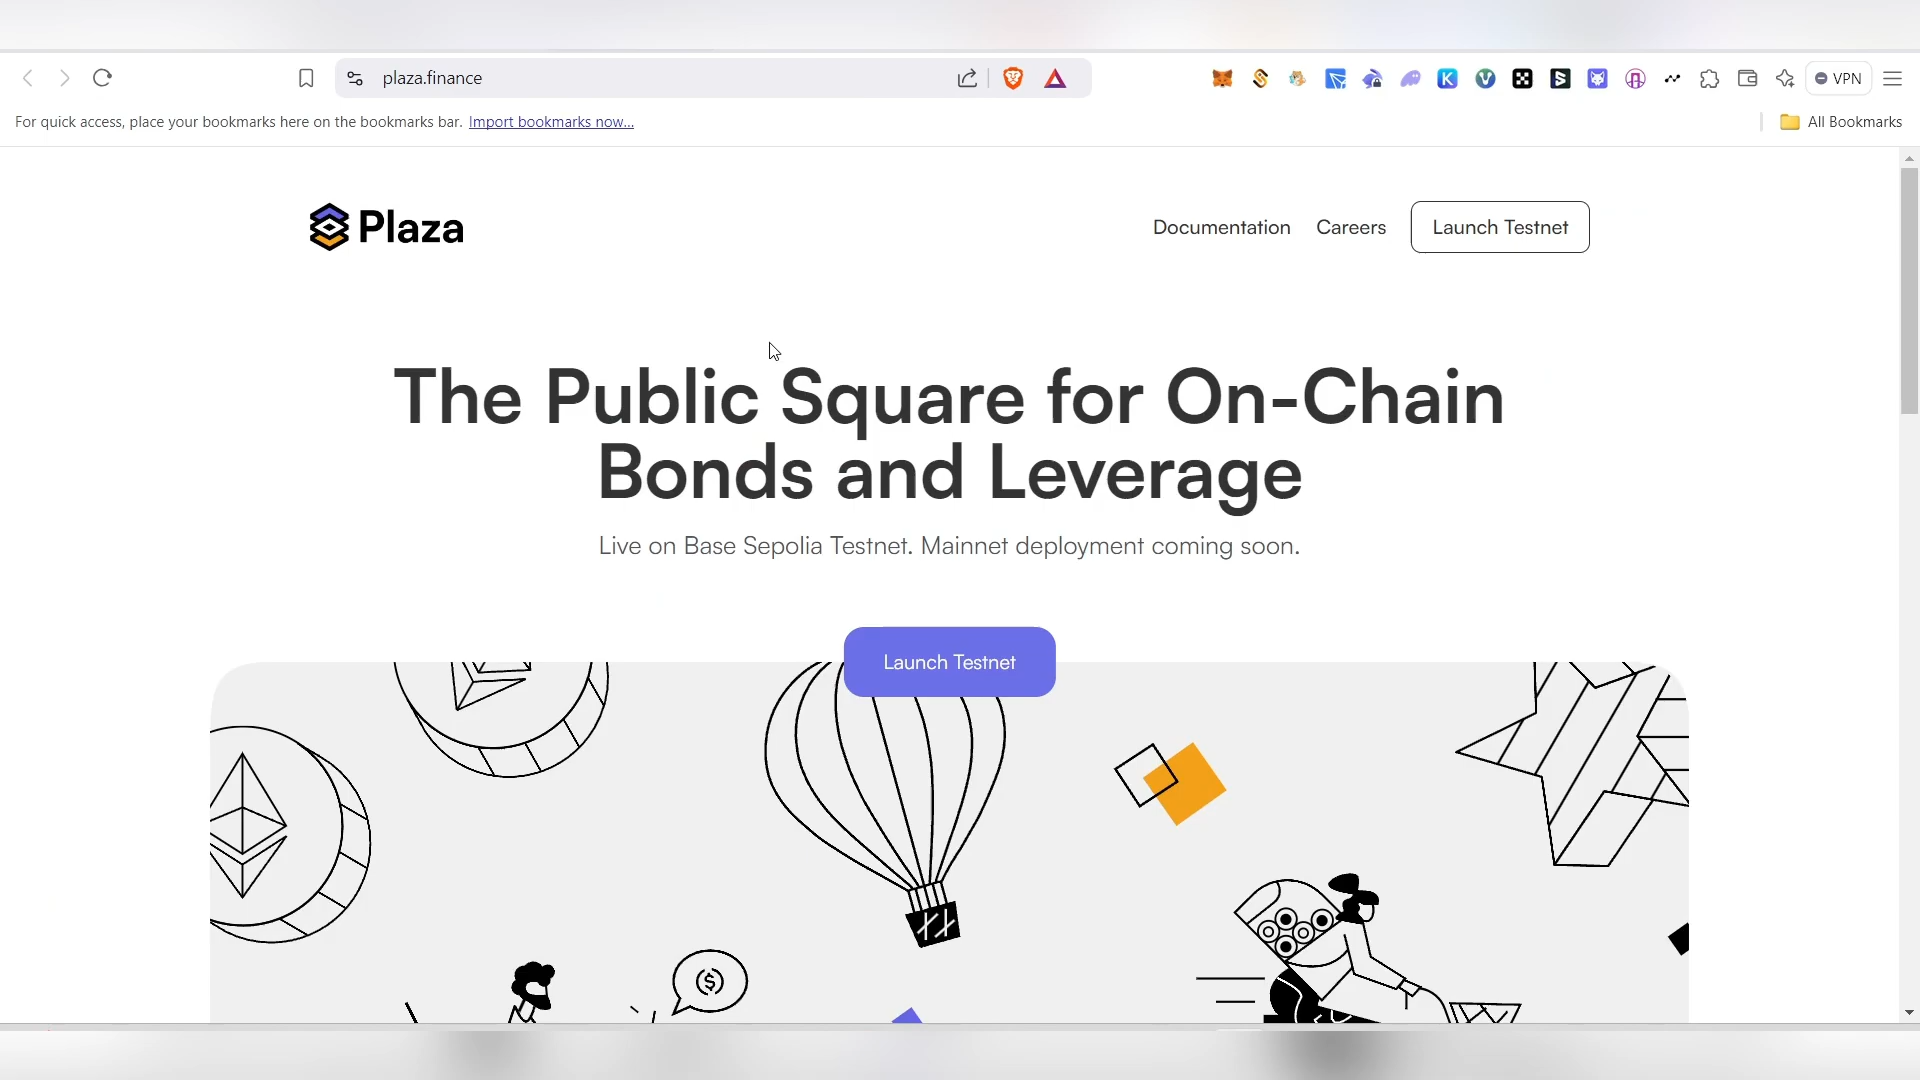 plaza.finance
VPN
For quick access, place your bookmarks here on the bookmarks bar. Import bookmarks now...
All Bookmarks
Plaza
Documentation
Careers
Launch Testnet
The Public Square for On-Chain
Bonds and Leverage
Live on Base Sepolia Testnet. Mainnet deployment coming soon.
Launch Testnet